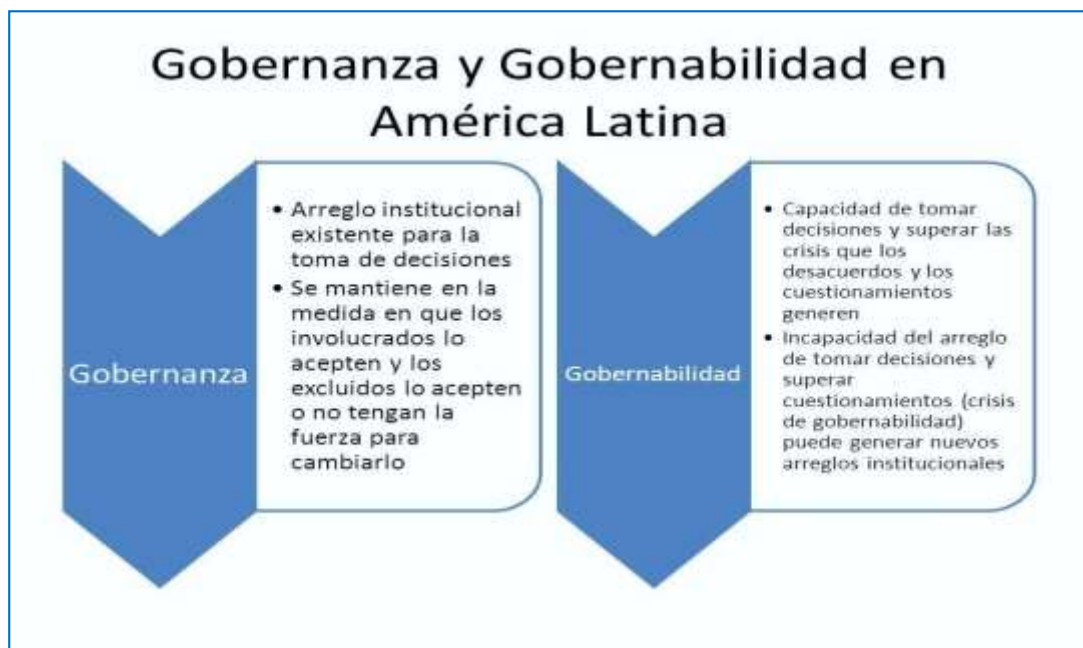 Gobernanza y Gobernabilidad en
América Latina
Gobernanza
• Arreglo institucional
existente para la
toma de decisiones
• Se mantiene en la
medida en que los
involucrados lo
acepten y los
excluidos lo acepten
o no tengan la
fuerza para
cambiarlo
Gobernabilidad
• Capacidad de tomar
decisiones y superar las
crisis que los
desacuerdos y los
cuestionamientos
generen
• Incapacidad del arreglo
de tomar decisiones y
superar
cuestionamientos (crisis
de gobernabilidad)
puede generar nuevos
arreglos institucionales